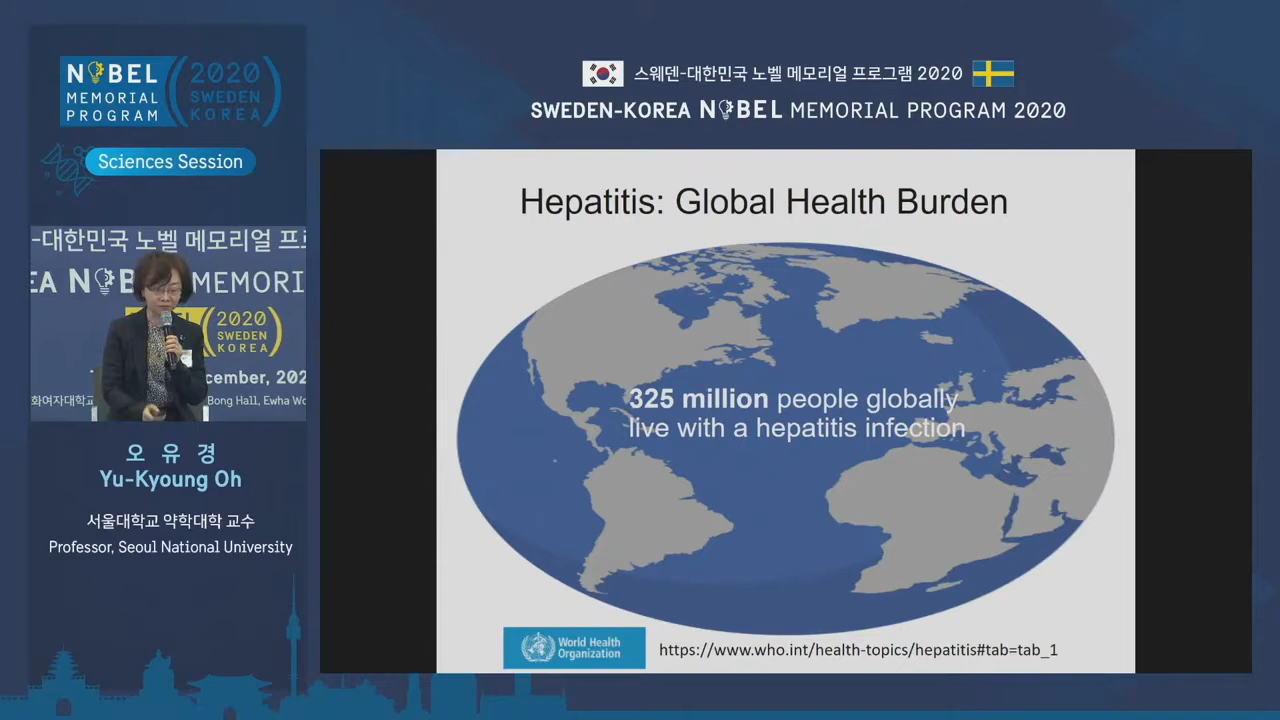 NOBEL
MEMORIAL
PROGRAM
2020
SWEDEN
KOREA
Sciences Session
스웨덴-대한민국 노벨 메모리얼 프로그램 2020
SWEDEN-KOREA NOBEL MEMORIAL PROGRAM 2020
-대한민국 노벨 메모리얼 프
EA NOB MEMORI
2020
SWEDEN
KOREA
cember, 202
화여자대학교
Bong Hall, Ewha Wo
오 유 경
Yu-Kyoung Oh
서울대학교 약학대학 교수
Professor, Seoul National University
Hepatitis: Global Health Burden
325 million people globally
live with a hepatitis infection
World Health
Organization
https://www.who.int/health-topics/hepatitis#tab=tab_1